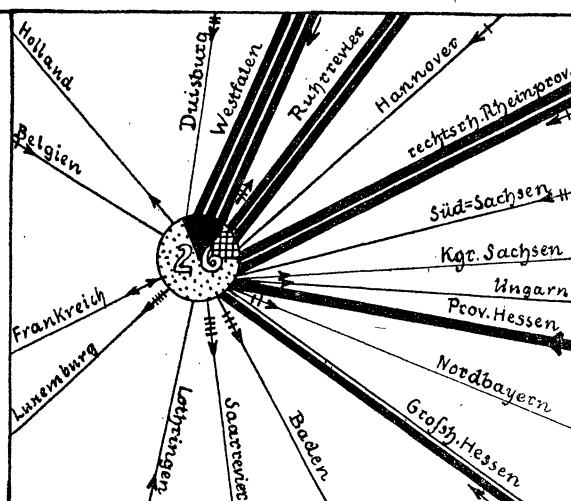 Holland
Belgien
Duisburg
Westfalen
Ruhrrevier
Hannover
rechtsrh. Rheinprov.
Süd=Sachsen
Kgr. Sachsen
Ungarn
Prov. Hessen
Nordbayern
Großh. Hessen
Baden
Saarrevier
Lothringen
Luxemburg
Frankreich
26